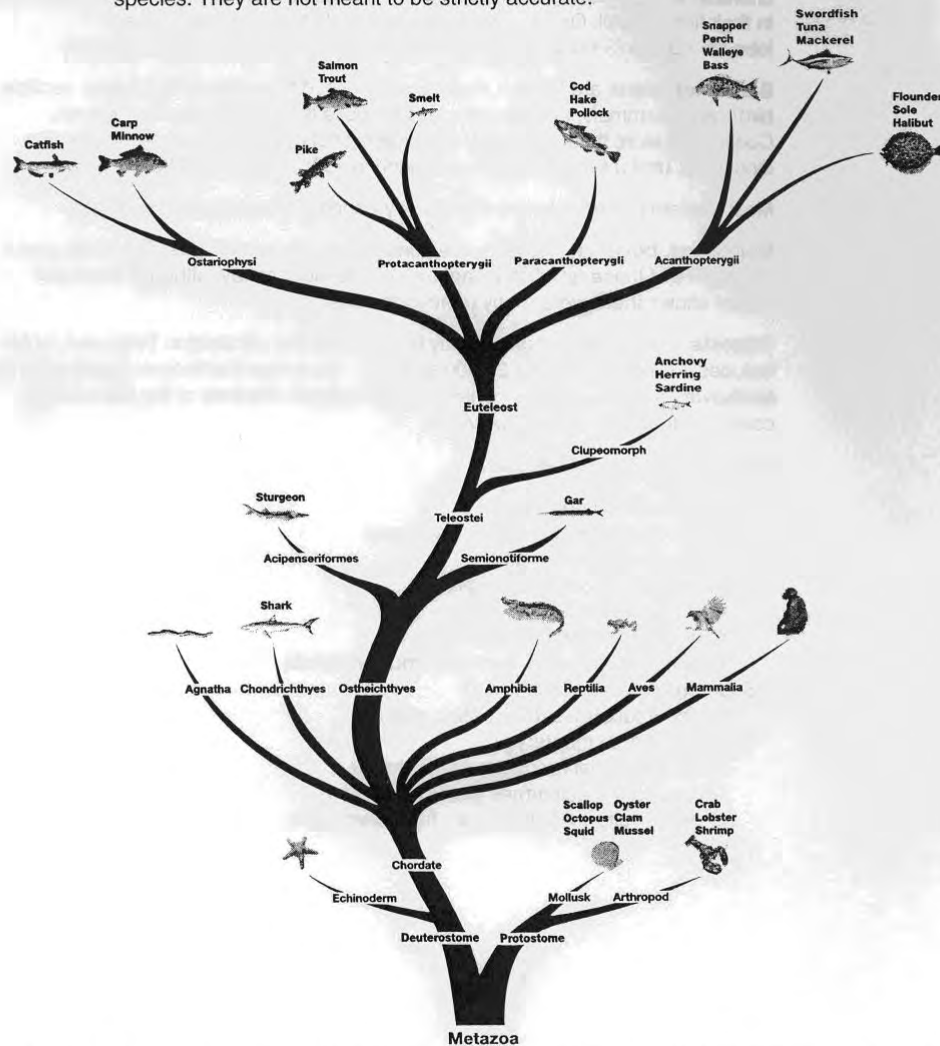 species. They are not meant to be strictly accurate.
Swordfish
Tuna
Mackerel
Snapper
Perch
Walleye
Bass
Salmon
Trout
Smelt
Cod
Hake
Pollock
Flounder
Sole
Halibut
Carp
Minnow
Catfish
Pike
Ostariophysi
Protacanthopterygii
Paracanthopterygii
Acanthopterygii
Anchovy
Herring
Sardine
Euteleost
Clupeomorph
Sturgeon
Gar
Teleostei
Acipenseriformes
Semionotiforme
Shark
Agnatha
Chondrichthyes
Ostheichthyes
Amphibia
Reptilia
Aves
Mammalia
Scallop Oyster
Octopus Clam
Squid Mussel
Crab
Lobster
Shrimp
Chordate
Echinoderm
Mollusk
Arthropod
Deuterostome
Protostome
Metazoa